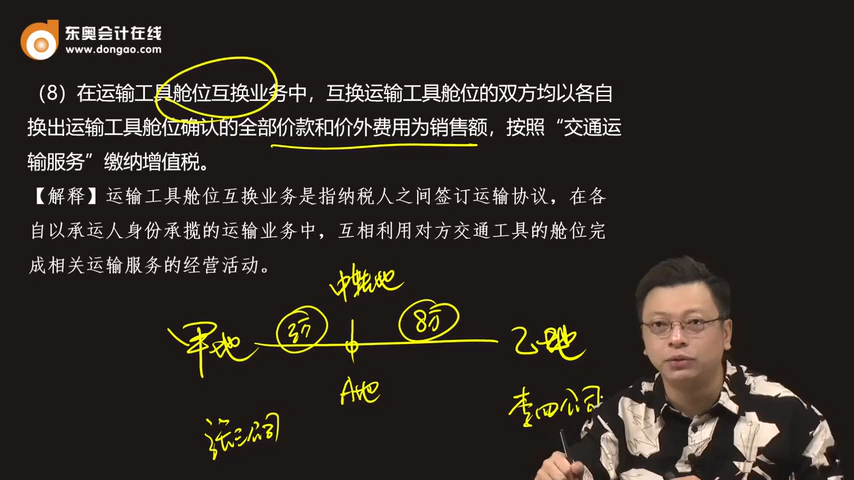 东奥会计在线
www.dongao.com
（8）在运输工具舱位互换业务中，互换运输工具舱位的双方均以各自
换出运输工具舱位确认的全部价款和价外费用为销售额，按照“交通运
输服务”缴纳增值税。
【解释】运输工具舱位互换业务是指纳税人之间签订运输协议，在各
自以承运人身份承揽的运输业务中，互相利用对方交通工具的舱位完
成相关运输服务的经营活动。
中转地
甲地 3万 8万 乙地
A地
张三公司 李四公司